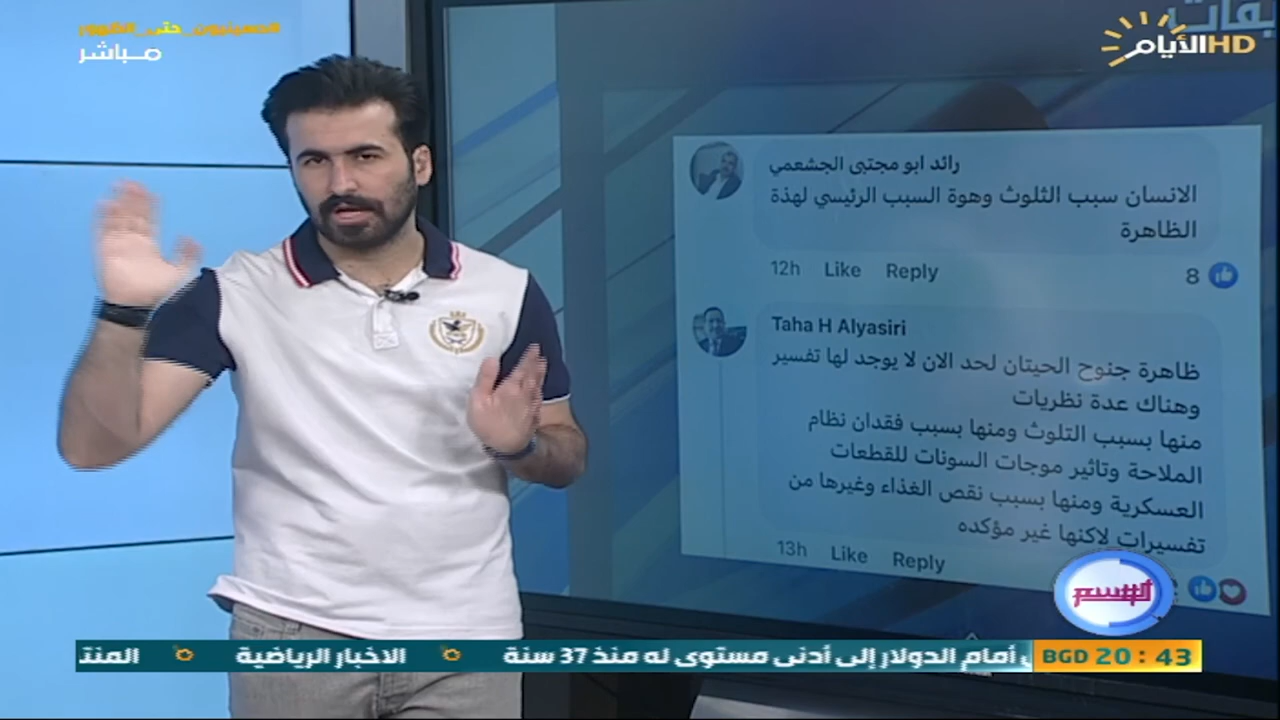 #حسينيون_حتى_الظهور
مباشر
الأيام HD
رائد ابو مجتبى الجشعمي
الانسان سبب الثلوث وهوة السبب الرئيسي لهذة
الظاهرة
12h Like Reply 8
Taha H Alyasiri
ظاهرة جنوح الحيتان لحد الان لا يوجد لها تفسير
وهناك عدة نظريات
منها بسبب التلوث ومنها بسبب فقدان نظام
الملاحة وتاثير موجات السونات للقطعات
العسكرية ومنها بسبب نقص الغذاء وغيرها من
تفسيرات لاكنها غير مؤكده
13h Like Reply
#وسم
أمام الدولار إلى أدنى مستوى له منذ 37 سنة
الاخبار الرياضية
المنتـ
BGD 20:43